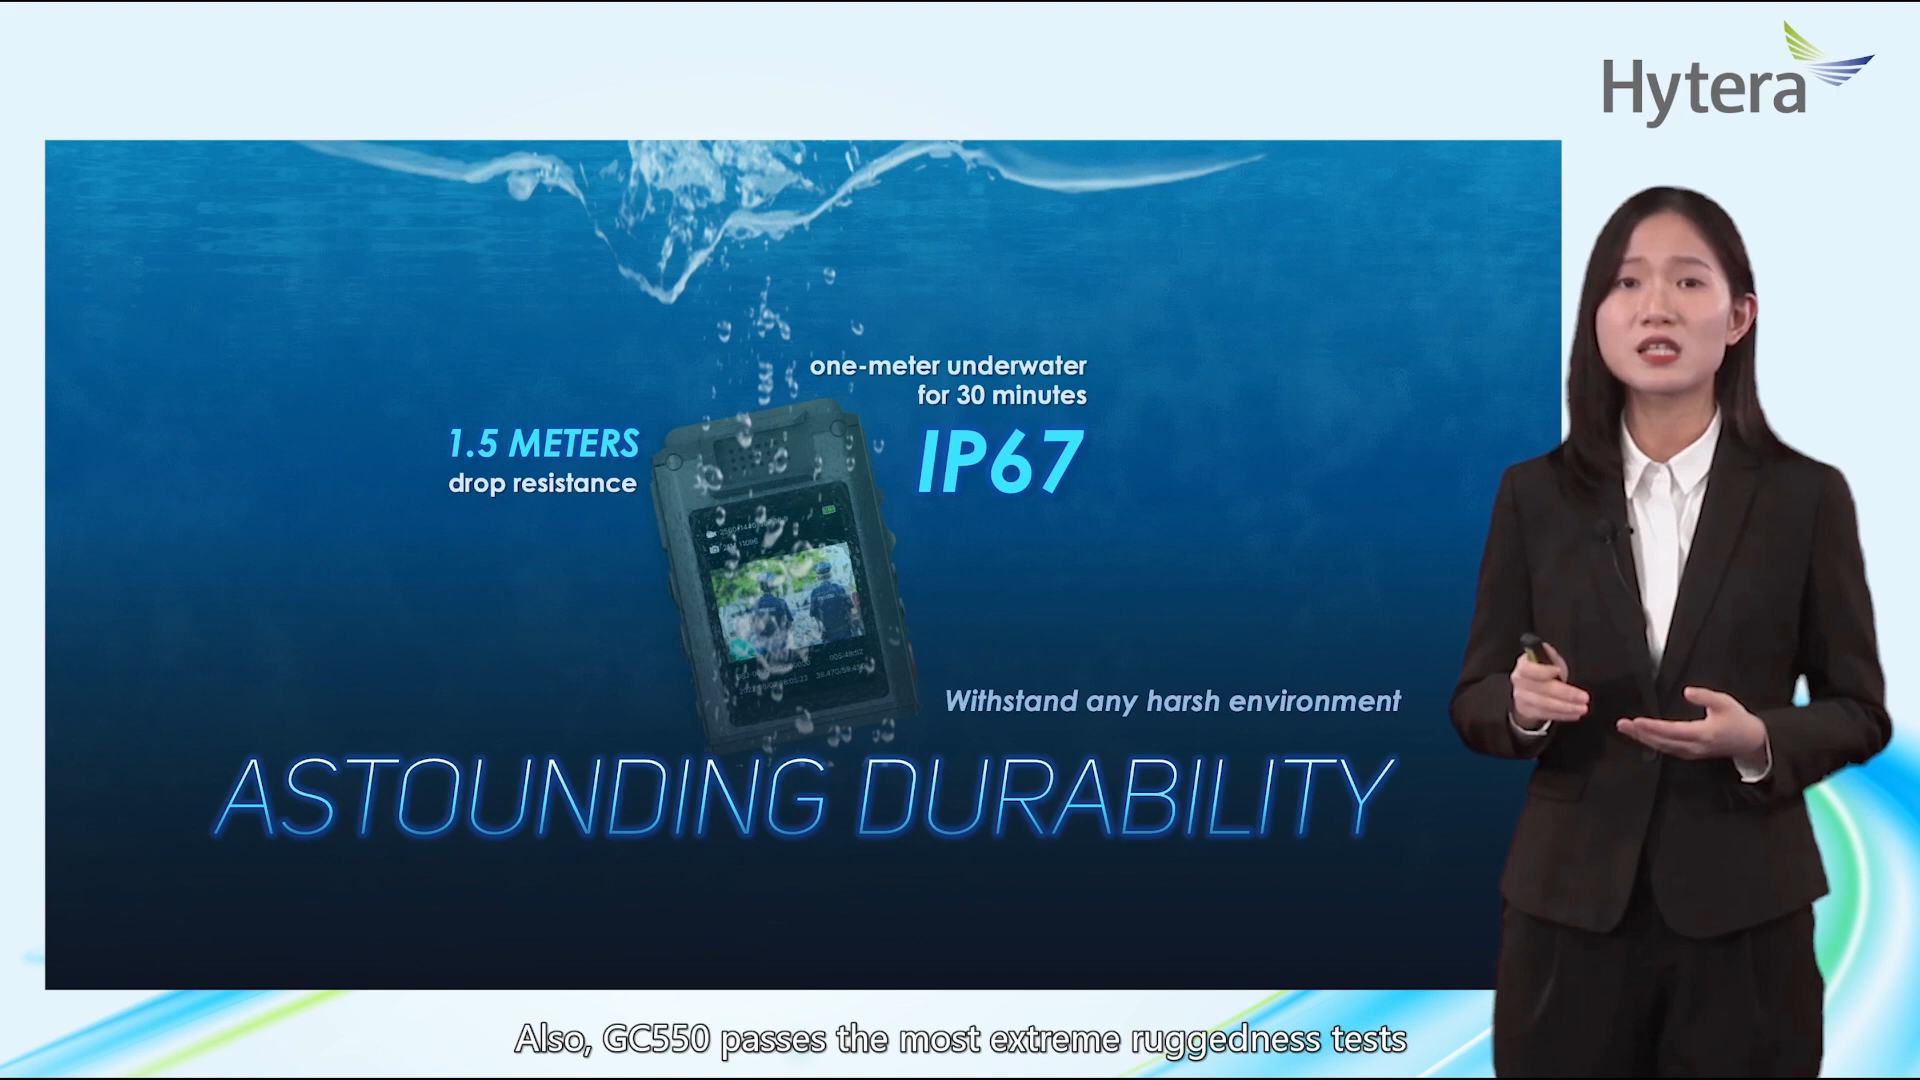 Hytera
one-meter underwater
for 30 minutes
1.5 METERS
drop resistance
IP67
Withstand any harsh environment
ASTOUNDING DURABILITY
Also, GC550 passes the most extreme ruggedness tests